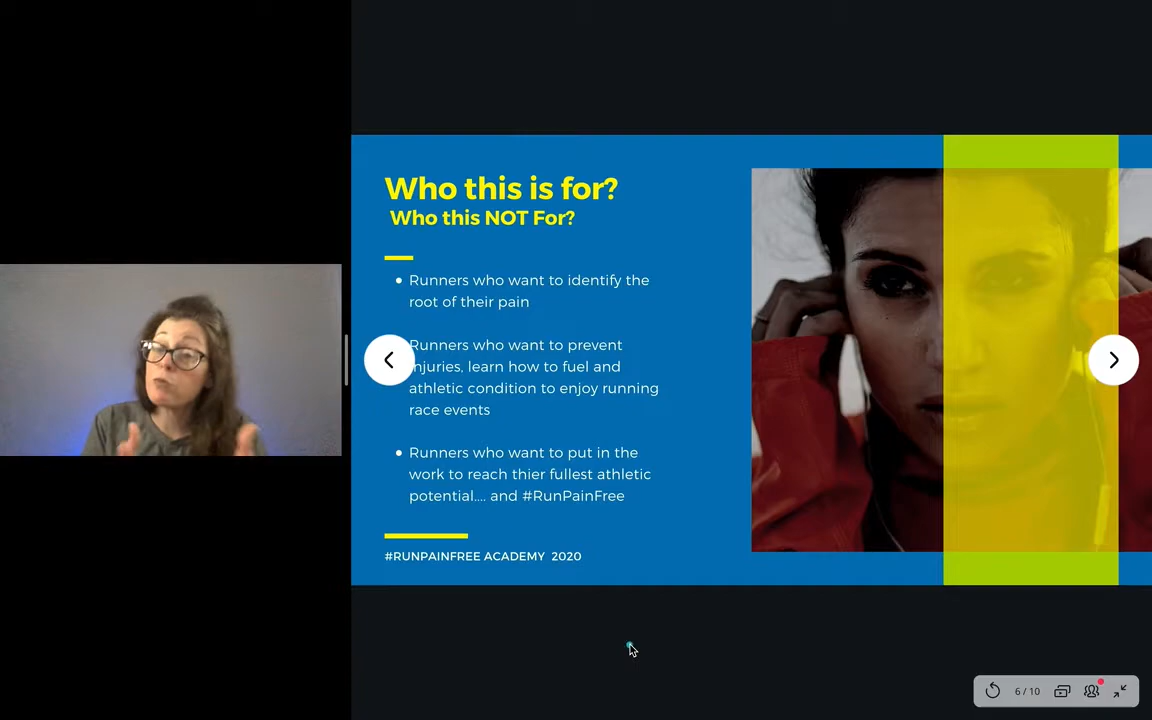 Who this is for?
Who this NOT For?
Runners who want to identify the
root of their pain
Runners who want to prevent
njuries, learn how to fuel and
athletic condition to enjoy running
race events
Runners who want to put in the
work to reach thier fullest athletic
potential.... and #RunPainFree
#RUNPAINFREE ACADEMY 2020
6 / 10